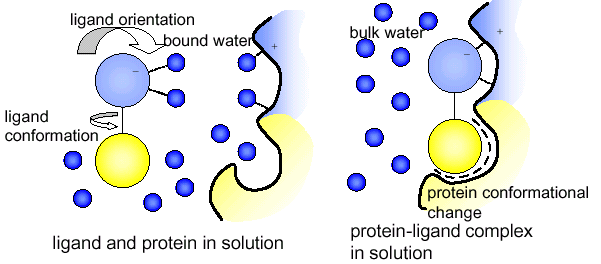 ligand orientation
bound water
−
+
ligand
conformation
ligand and protein in solution
bulk water
−
+
protein conformational
change
protein-ligand complex
in solution